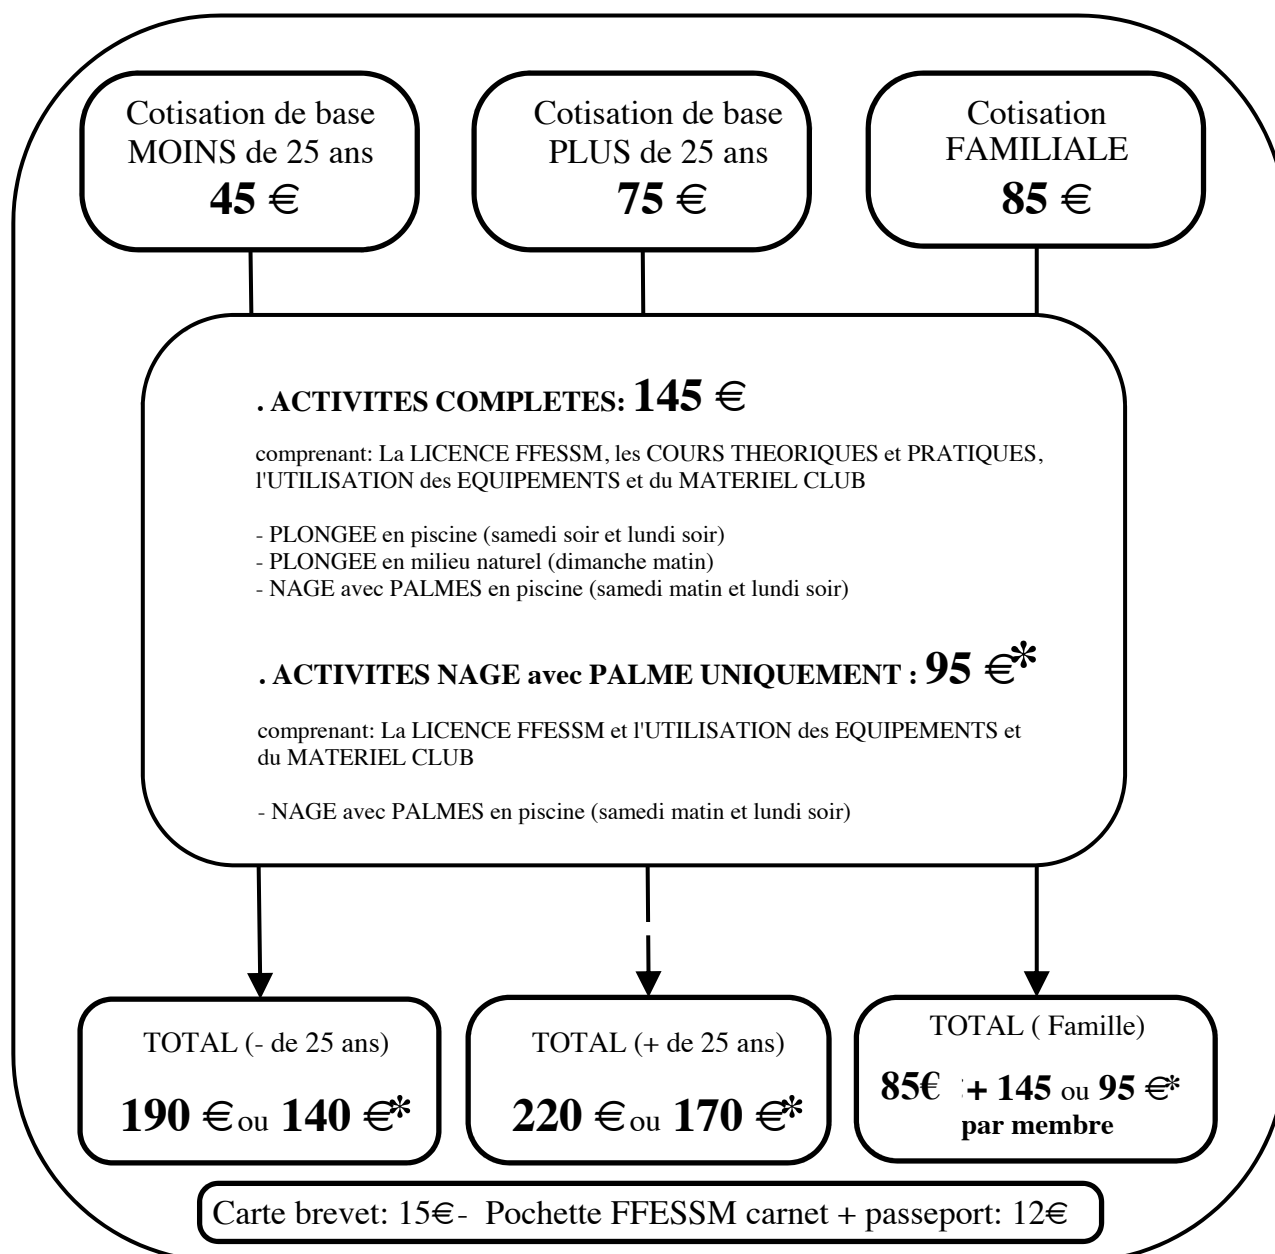 Cotisation de base
MOINS de 25 ans
45 €
Cotisation de base
PLUS de 25 ans
75 €
Cotisation
FAMILIALE
85 €
. ACTIVITES COMPLETES: 145 €
comprenant: La LICENCE FFESSM, les COURS THEORIQUES et PRATIQUES,
l'UTILISATION des EQUIPEMENTS et du MATERIEL CLUB
- PLONGEE en piscine (samedi soir et lundi soir)
- PLONGEE en milieu naturel (dimanche matin)
- NAGE avec PALMES en piscine (samedi matin et lundi soir)
. ACTIVITES NAGE avec PALME UNIQUEMENT : 95 €*
comprenant: La LICENCE FFESSM et l'UTILISATION des EQUIPEMENTS et
du MATERIEL CLUB
- NAGE avec PALMES en piscine (samedi matin et lundi soir)
TOTAL (- de 25 ans)
190 € ou 140 €*
TOTAL (+ de 25 ans)
220 € ou 170 €*
TOTAL ( Famille)
85€ + 145 ou 95 €*
par membre
Carte brevet: 15€- Pochette FFESSM carnet + passeport: 12€